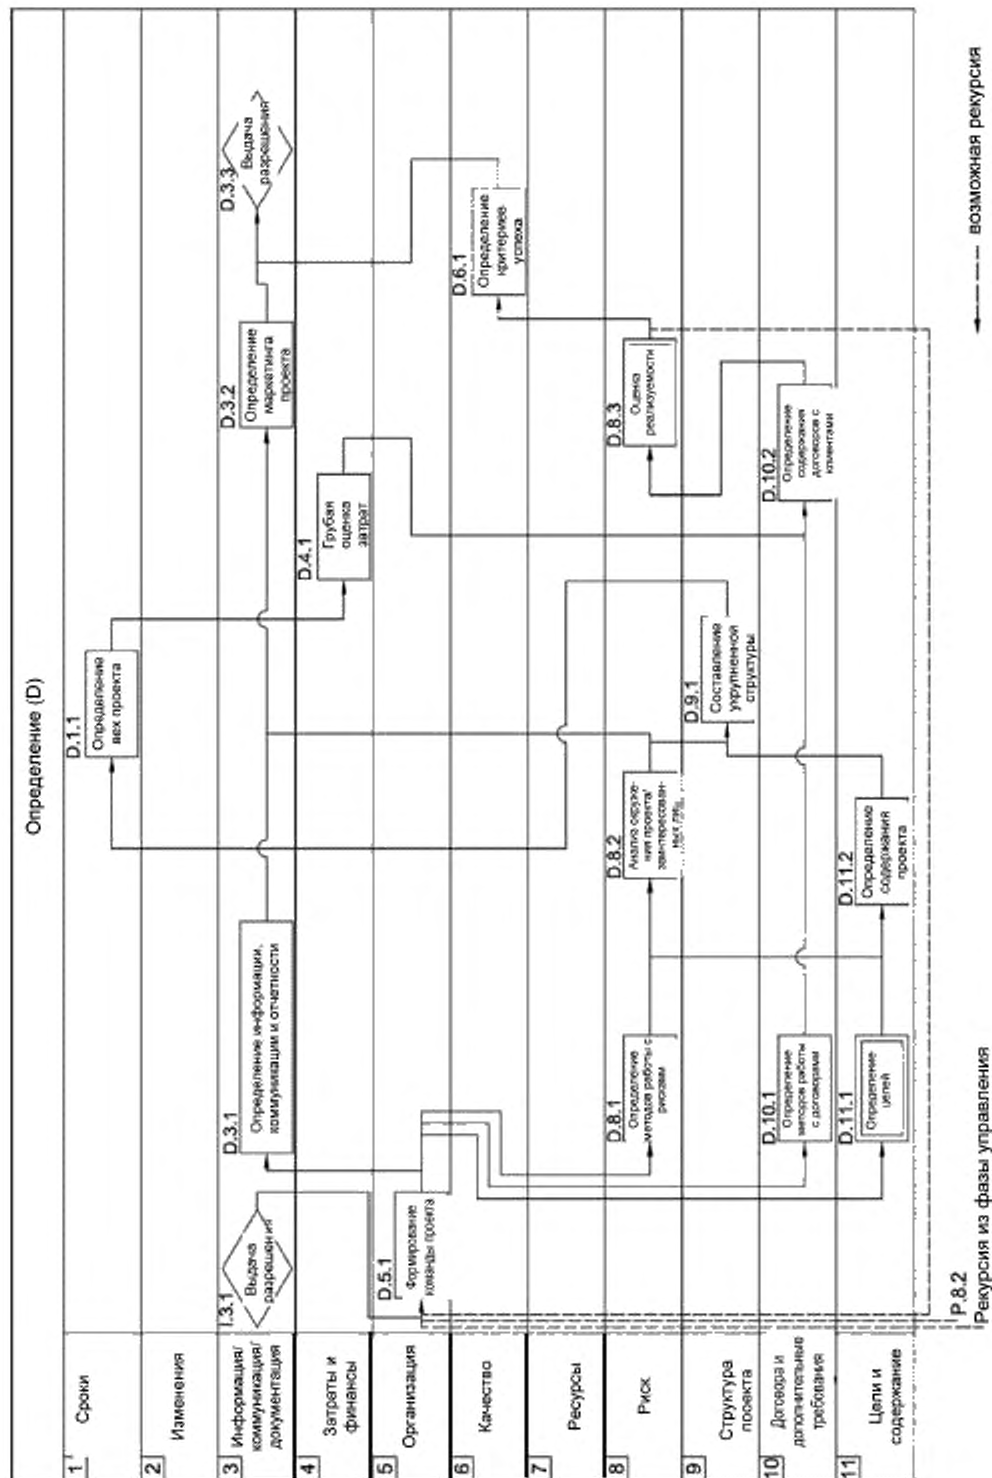 Определение (D)
1
Сроки
D.1.1
Определение
вех проекта
2
Изменения
3
Информация/
коммуникация/
документация
I.3.1
Выдача
разрешения
D.3.1
Определение информации,
коммуникации и отчетности
D.3.2
Определение
маркетинга
проекта
D.3.3
Выдача
разрешения
4
Затраты и
финансы
D.4.1
Грубая
оценка
затрат
5
Организация
D.5.1
Формирование
команды проекта
6
Качество
D.6.1
Определение
критериев
успеха
7
Ресурсы
8
Риск
D.8.1
Определение
методов работы с
рисками
D.8.2
Анализ окруже-
ния проекта/
заинтересован-
ных лиц
D.8.3
Оценка
реализуемости
9
Структура
проекта
D.9.1
Составление
укрупненной
структуры
10
Договора и
дополнительные
требования
D.10.1
Определение
методов работы
с договорами
D.10.2
Определение
содержания
договоров с
клиентами
11
Цели и
содержание
D.11.1
Определение
целей
D.11.2
Определение
содержания
проекта
P.8.2
Рекурсия из фазы управления
возможная рекурсия